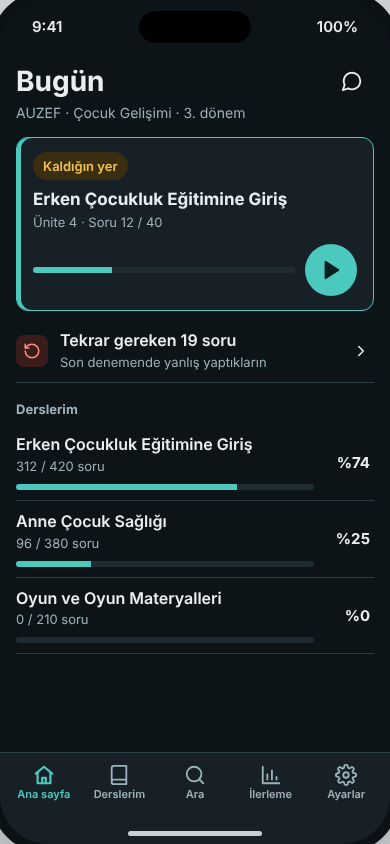 9:41
100%
Bugün
AUZEF · Çocuk Gelişimi · 3. dönem
Kaldığın yer
Erken Çocukluk Eğitimine Giriş
Ünite 4 · Soru 12 / 40
Tekrar gereken 19 soru
Son denemende yanlış yaptıkların
Derslerim
Erken Çocukluk Eğitimine Giriş
312 / 420 soru
%74
Anne Çocuk Sağlığı
96 / 380 soru
%25
Oyun ve Oyun Materyalleri
0 / 210 soru
%0
Ana sayfa
Derslerim
Ara
İlerleme
Ayarlar